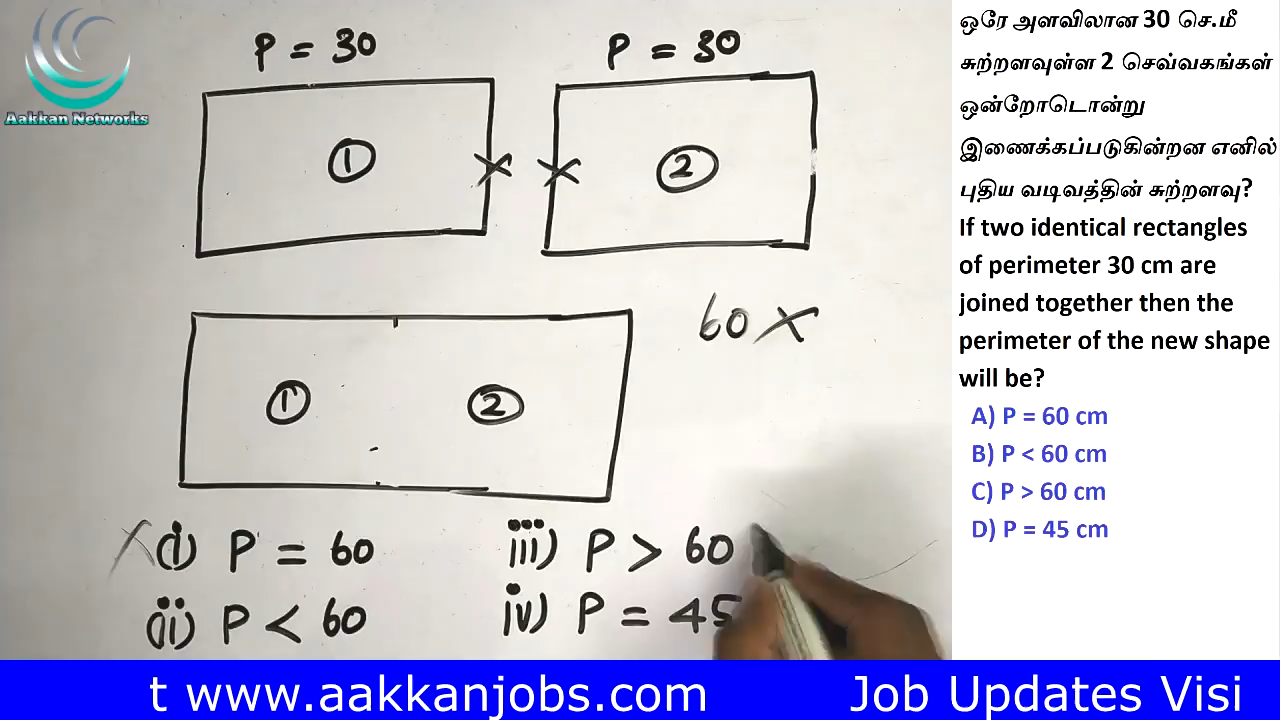 P = 30
P = 30
Aakkan Networks
1
2
60 X
1
2
X (i) P = 60
(ii) P < 60
iii) P > 60
iv) P = 45
ஒரே அளவிலான 30 செ.மீ
சுற்றளவுள்ள 2 செவ்வகங்கள்
ஒன்றோடொன்று
இணைக்கப்படுகின்றன எனில்
புதிய வடிவத்தின் சுற்றளவு?
If two identical rectangles
of perimeter 30 cm are
joined together then the
perimeter of the new shape
will be?
A) P = 60 cm
B) P < 60 cm
C) P > 60 cm
D) P = 45 cm
t www.aakkanjobs.com
Job Updates Visi